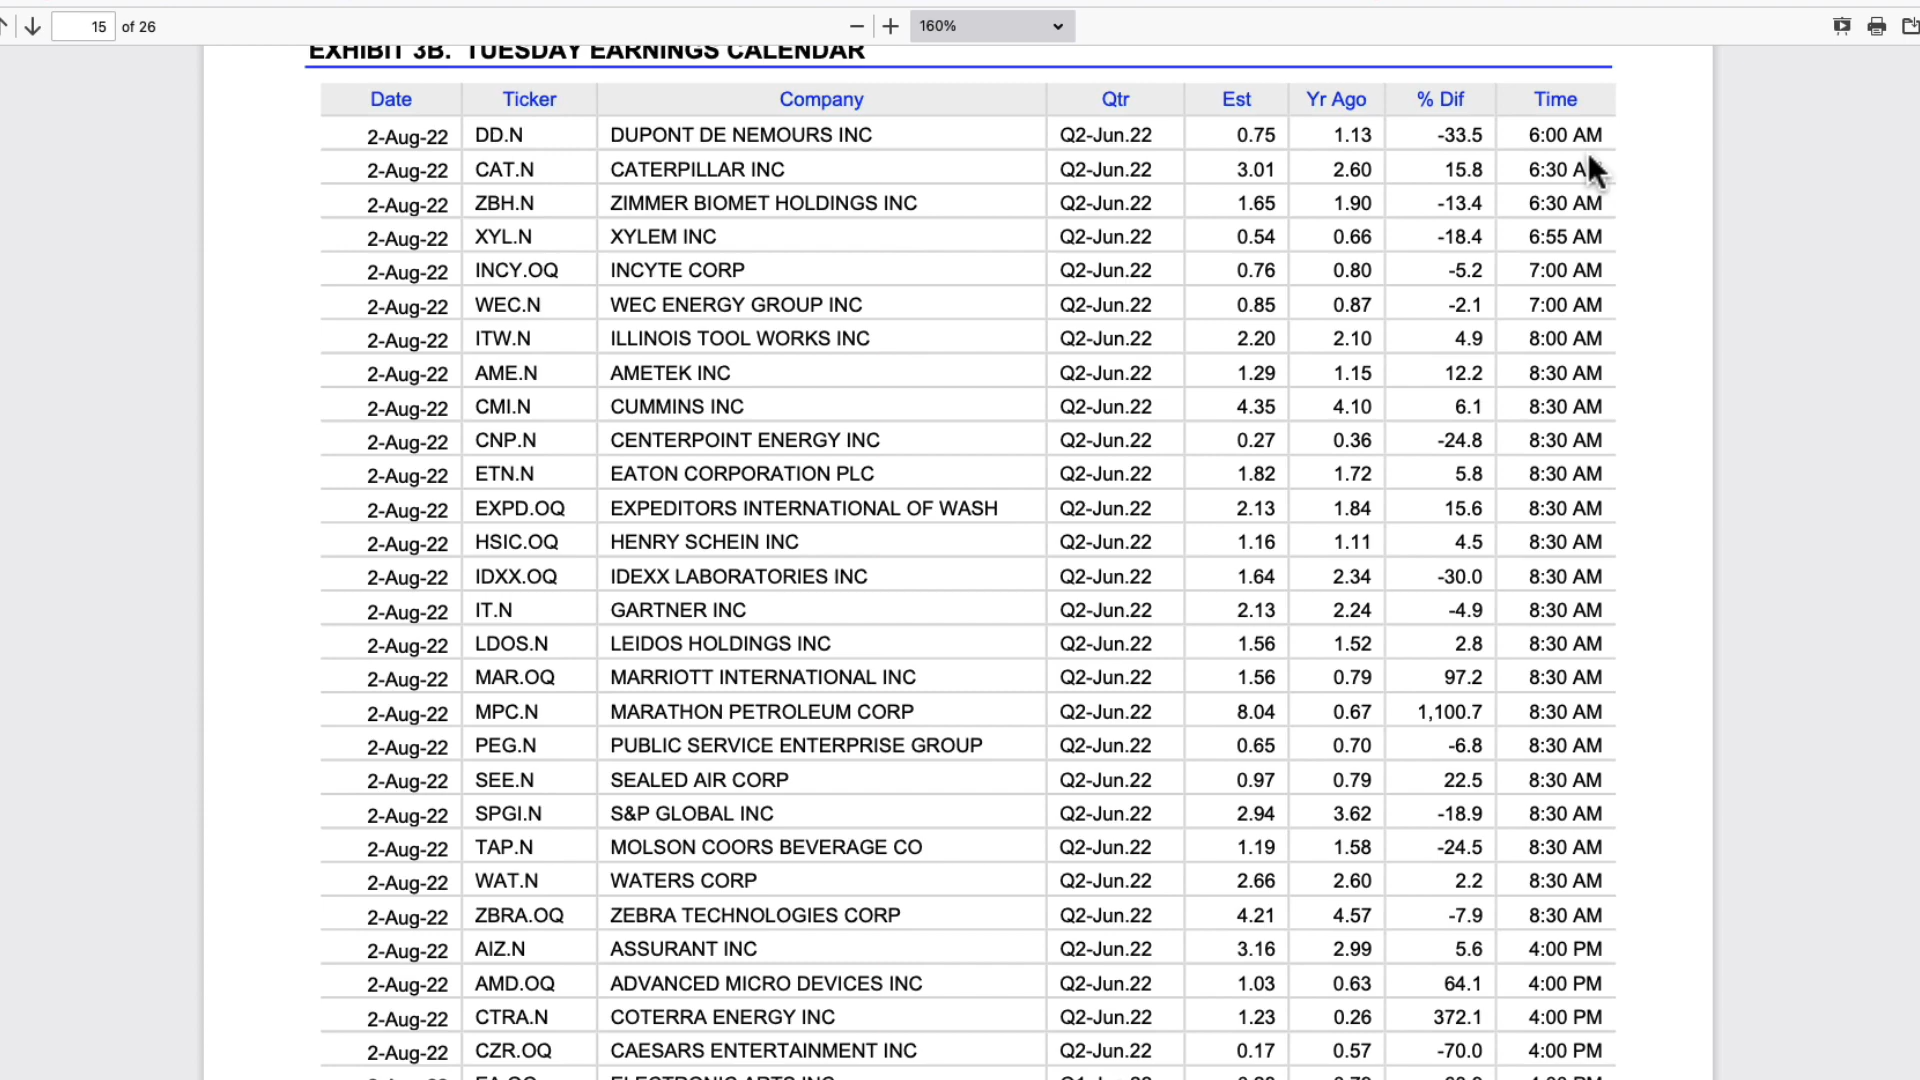 15 of 26 160%
EXHIBIT 3B. TUESDAY EARNINGS CALENDAR
Date Ticker Company Qtr Est Yr Ago % Dif Time
2-Aug-22 DD.N DUPONT DE NEMOURS INC Q2-Jun.22 0.75 1.13 -33.5 6:00 AM
2-Aug-22 CAT.N CATERPILLAR INC Q2-Jun.22 3.01 2.60 15.8 6:30 AM
2-Aug-22 ZBH.N ZIMMER BIOMET HOLDINGS INC Q2-Jun.22 1.65 1.90 -13.4 6:30 AM
2-Aug-22 XYL.N XYLEM INC Q2-Jun.22 0.54 0.66 -18.4 6:55 AM
2-Aug-22 INCY.OQ INCYTE CORP Q2-Jun.22 0.76 0.80 -5.2 7:00 AM
2-Aug-22 WEC.N WEC ENERGY GROUP INC Q2-Jun.22 0.85 0.87 -2.1 7:00 AM
2-Aug-22 ITW.N ILLINOIS TOOL WORKS INC Q2-Jun.22 2.20 2.10 4.9 8:00 AM
2-Aug-22 AME.N AMETEK INC Q2-Jun.22 1.29 1.15 12.2 8:30 AM
2-Aug-22 CMI.N CUMMINS INC Q2-Jun.22 4.35 4.10 6.1 8:30 AM
2-Aug-22 CNP.N CENTERPOINT ENERGY INC Q2-Jun.22 0.27 0.36 -24.8 8:30 AM
2-Aug-22 ETN.N EATON CORPORATION PLC Q2-Jun.22 1.82 1.72 5.8 8:30 AM
2-Aug-22 EXPD.OQ EXPEDITORS INTERNATIONAL OF WASH Q2-Jun.22 2.13 1.84 15.6 8:30 AM
2-Aug-22 HSIC.OQ HENRY SCHEIN INC Q2-Jun.22 1.16 1.11 4.5 8:30 AM
2-Aug-22 IDXX.OQ IDEXX LABORATORIES INC Q2-Jun.22 1.64 2.34 -30.0 8:30 AM
2-Aug-22 IT.N GARTNER INC Q2-Jun.22 2.13 2.24 -4.9 8:30 AM
2-Aug-22 LDOS.N LEIDOS HOLDINGS INC Q2-Jun.22 1.56 1.52 2.8 8:30 AM
2-Aug-22 MAR.OQ MARRIOTT INTERNATIONAL INC Q2-Jun.22 1.56 0.79 97.2 8:30 AM
2-Aug-22 MPC.N MARATHON PETROLEUM CORP Q2-Jun.22 8.04 0.67 1,100.7 8:30 AM
2-Aug-22 PEG.N PUBLIC SERVICE ENTERPRISE GROUP Q2-Jun.22 0.65 0.70 -6.8 8:30 AM
2-Aug-22 SEE.N SEALED AIR CORP Q2-Jun.22 0.97 0.79 22.5 8:30 AM
2-Aug-22 SPGI.N S&P GLOBAL INC Q2-Jun.22 2.94 3.62 -18.9 8:30 AM
2-Aug-22 TAP.N MOLSON COORS BEVERAGE CO Q2-Jun.22 1.19 1.58 -24.5 8:30 AM
2-Aug-22 WAT.N WATERS CORP Q2-Jun.22 2.66 2.60 2.2 8:30 AM
2-Aug-22 ZBRA.OQ ZEBRA TECHNOLOGIES CORP Q2-Jun.22 4.21 4.57 -7.9 8:30 AM
2-Aug-22 AIZ.N ASSURANT INC Q2-Jun.22 3.16 2.99 5.6 4:00 PM
2-Aug-22 AMD.OQ ADVANCED MICRO DEVICES INC Q2-Jun.22 1.03 0.63 64.1 4:00 PM
2-Aug-22 CTRA.N COTERRA ENERGY INC Q2-Jun.22 1.23 0.26 372.1 4:00 PM
2-Aug-22 CZR.OQ CAESARS ENTERTAINMENT INC Q2-Jun.22 0.17 0.57 -70.0 4:00 PM